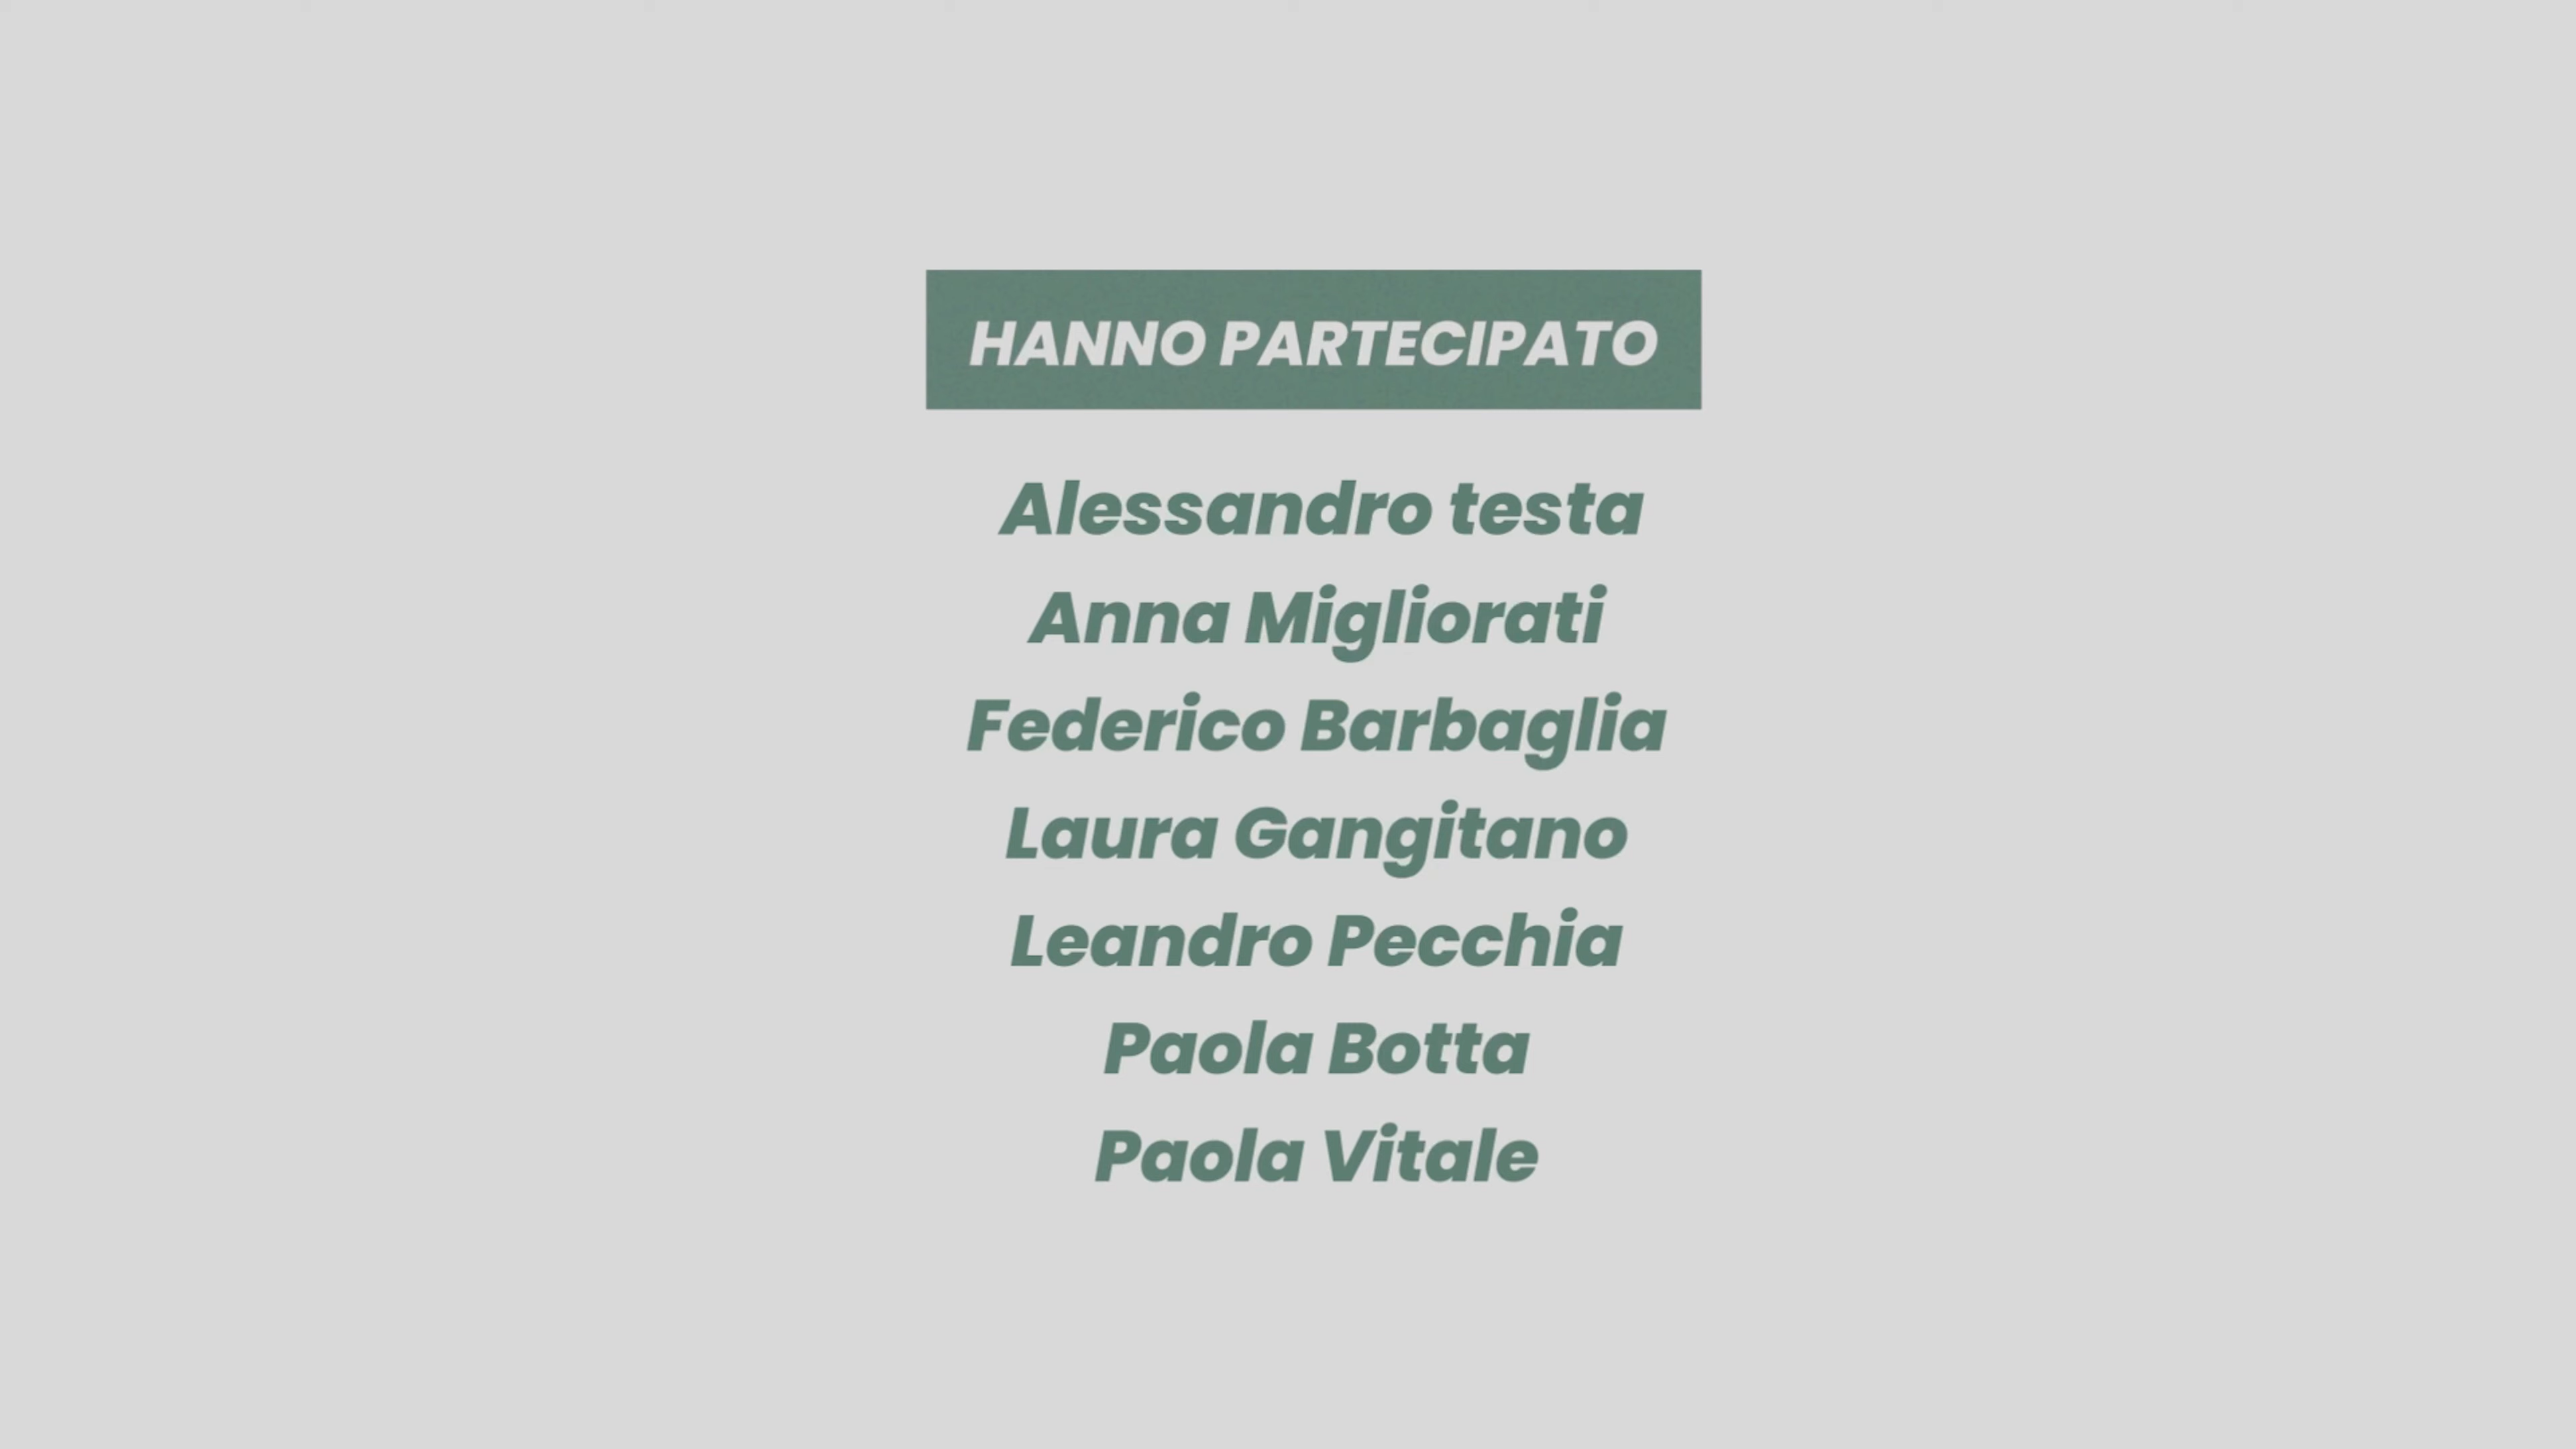 HANNO PARTECIPATO
Alessandro testa
Anna Migliorati
Federico Barbaglia
Laura Gangitano
Leandro Pecchia
Paola Botta
Paola Vitale